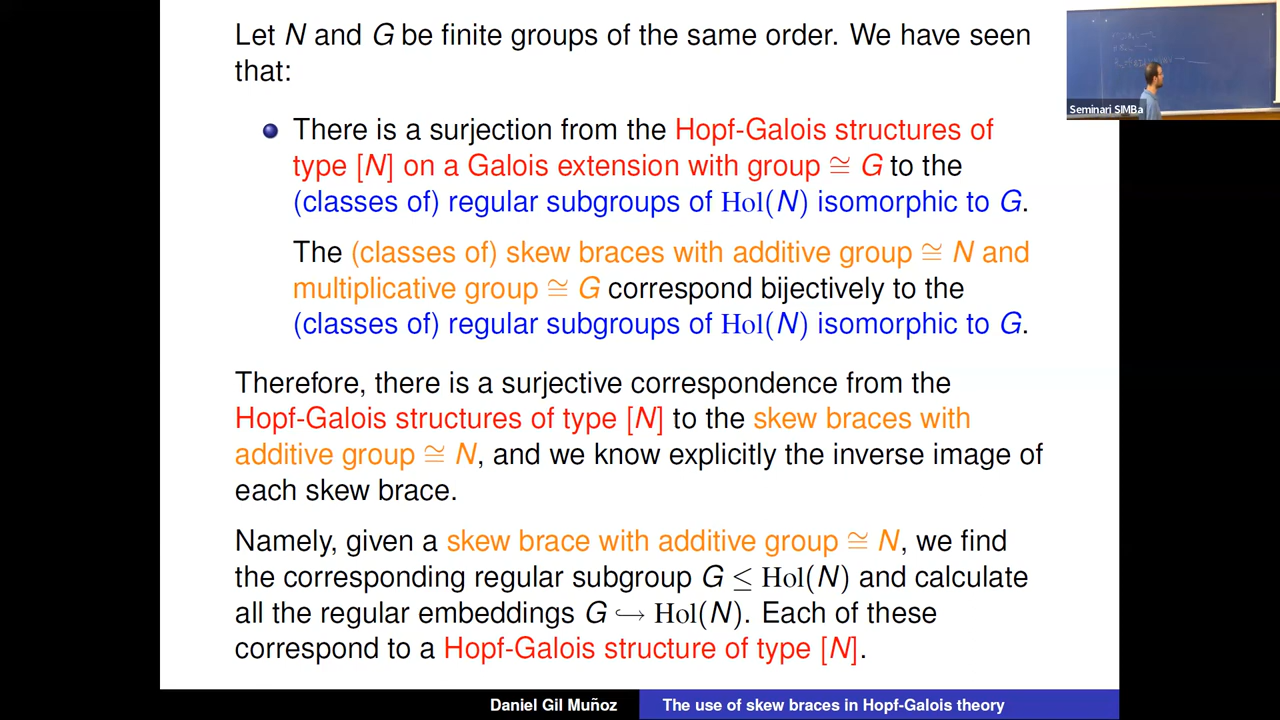 Let N and G be finite groups of the same order. We have seen
that:
There is a surjection from the Hopf-Galois structures of
type [N] on a Galois extension with group ≅ G to the
(classes of) regular subgroups of Hol(N) isomorphic to G.
The (classes of) skew braces with additive group ≅ N and
multiplicative group ≅ G correspond bijectively to the
(classes of) regular subgroups of Hol(N) isomorphic to G.
Therefore, there is a surjective correspondence from the
Hopf-Galois structures of type [N] to the skew braces with
additive group ≅ N, and we know explicitly the inverse image of
each skew brace.
Namely, given a skew brace with additive group ≅ N, we find
the corresponding regular subgroup G ≤ Hol(N) and calculate
all the regular embeddings G ↪ Hol(N). Each of these
correspond to a Hopf-Galois structure of type [N].
Seminari SIMBa
Daniel Gil Muñoz
The use of skew braces in Hopf-Galois theory